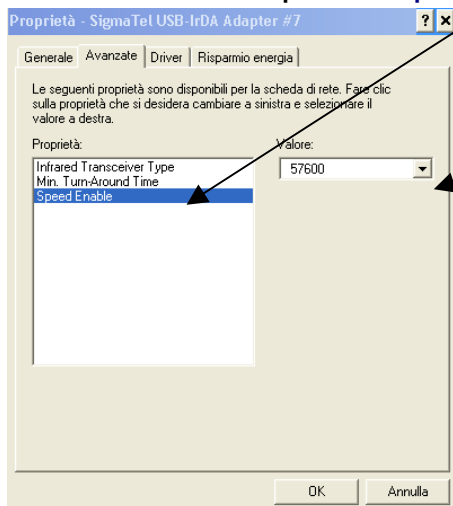 Proprietà - SigmaTel USB-IrDA Adapter #7
Generale Avanzate Driver Risparmio energia
Le seguenti proprietà sono disponibili per la scheda di rete. Fare clic
sulla proprietà che si desidera cambiare a sinistra e selezionare il
valore a destra.
Proprietà:
Valore:
Infrared Transceiver Type
57600
Min. Turn-Around Time
Speed Enable
OK Annulla